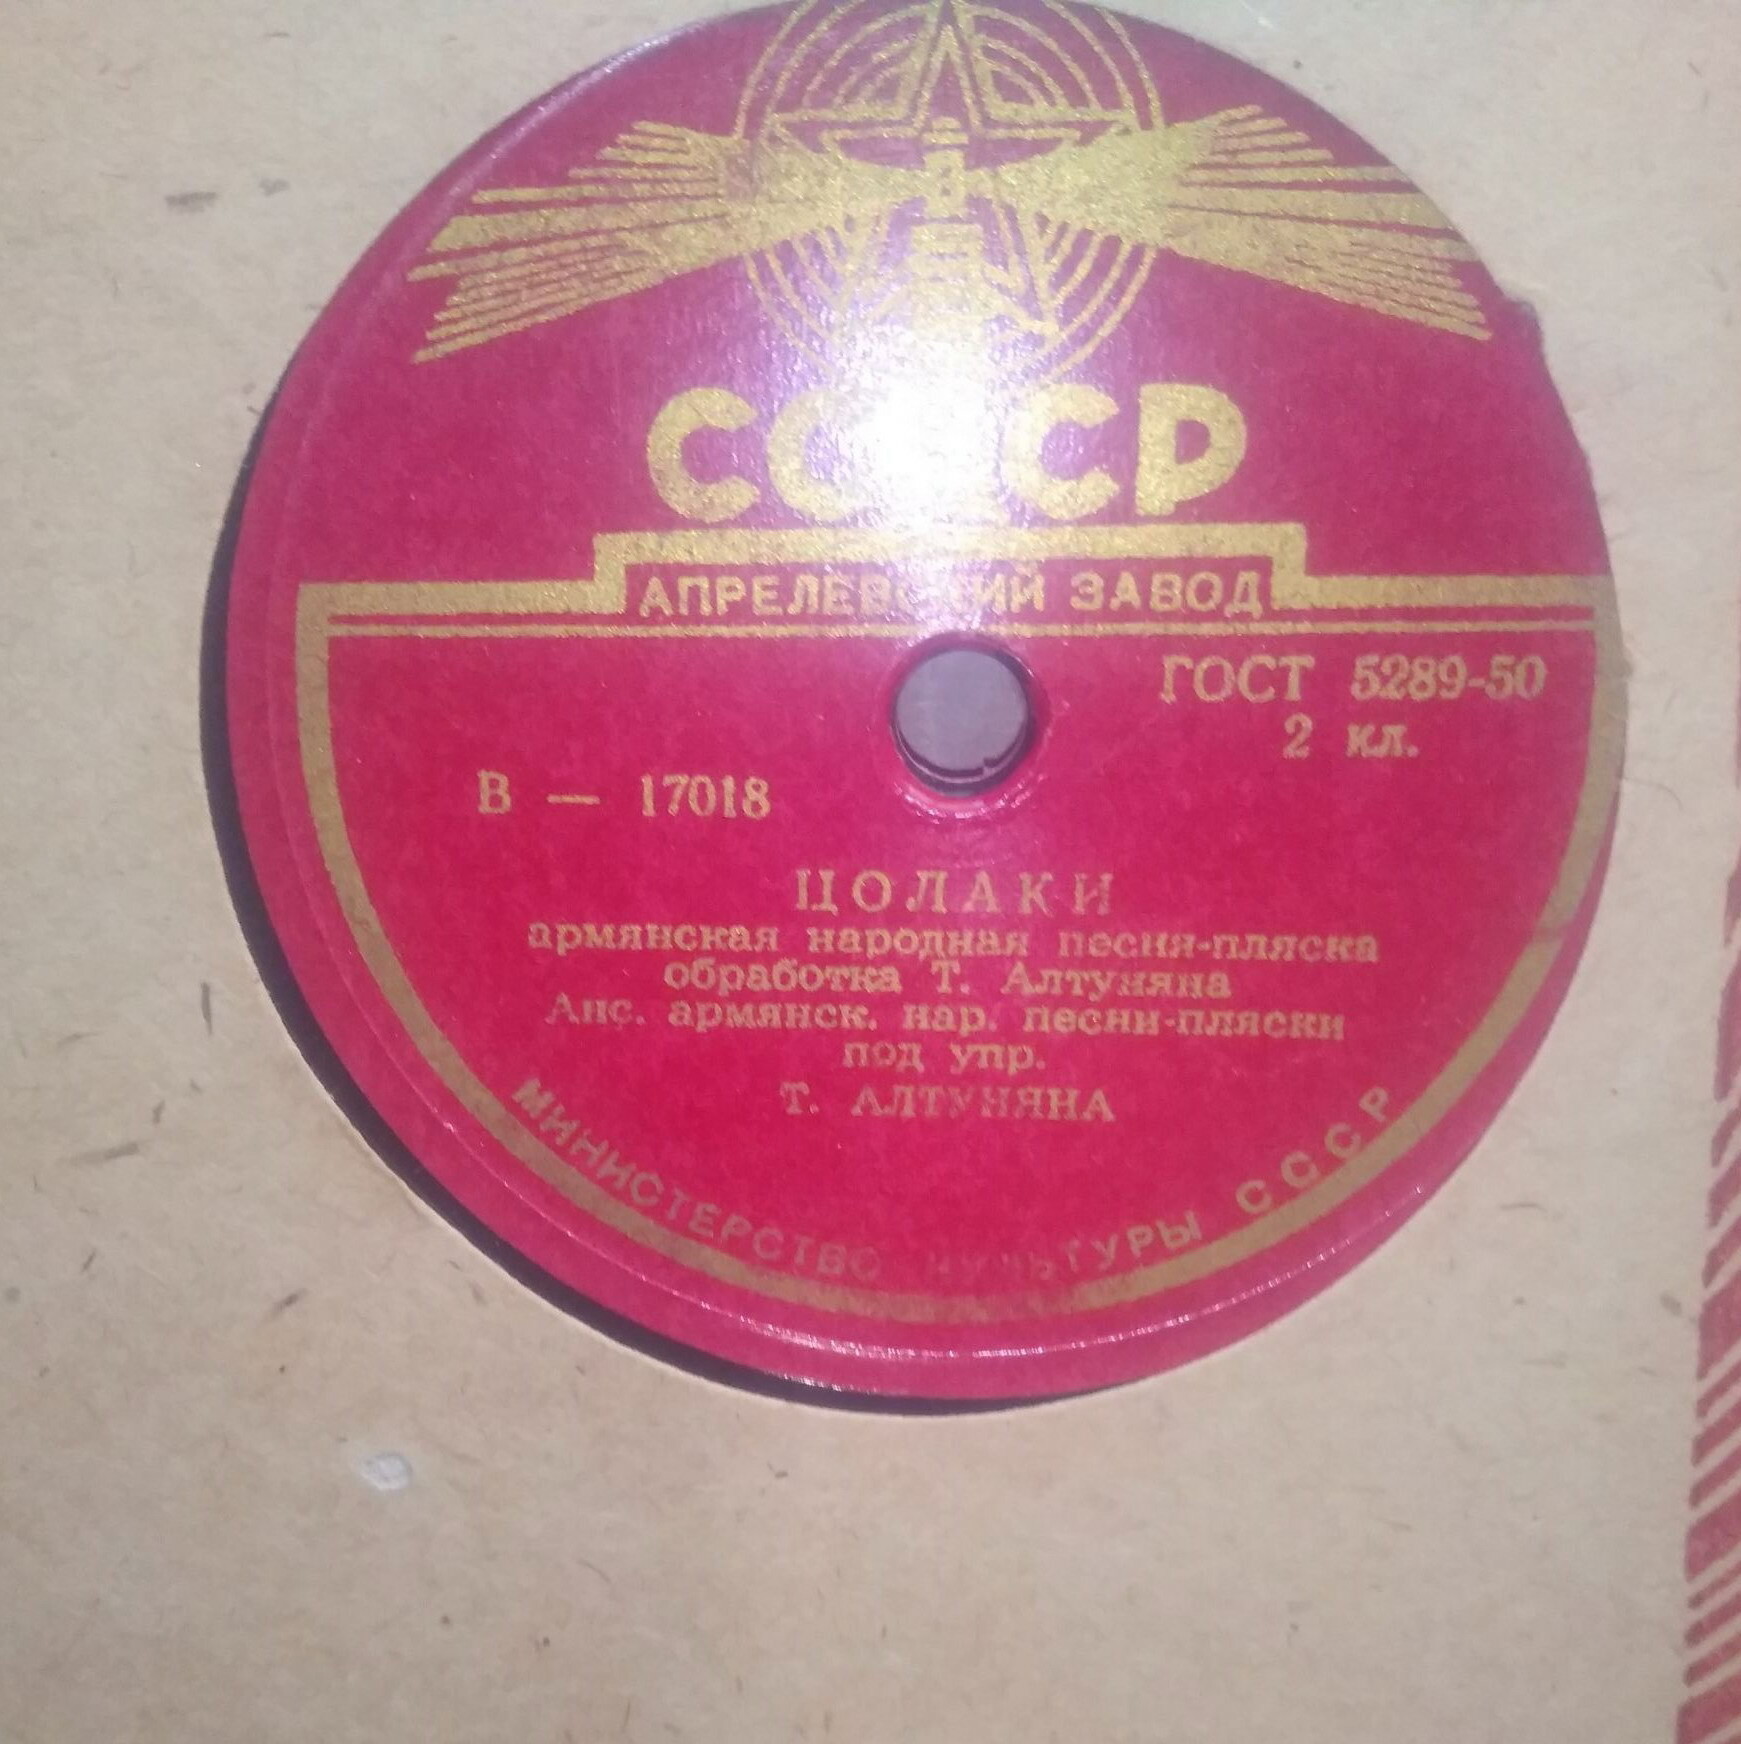 СССР
АПРЕЛЕВСКИЙ ЗАВОД
ГОСТ 5289-50
2 кл.
В — 17018
ЦОЛАКИ
армянская народная песня-пляска
обработка Т. Алтуняна
Анс. армянск. нар. песни-пляски
под упр.
Т. АЛТУНЯНА
МИНИСТЕРСТВО КУЛЬТУРЫ СССР